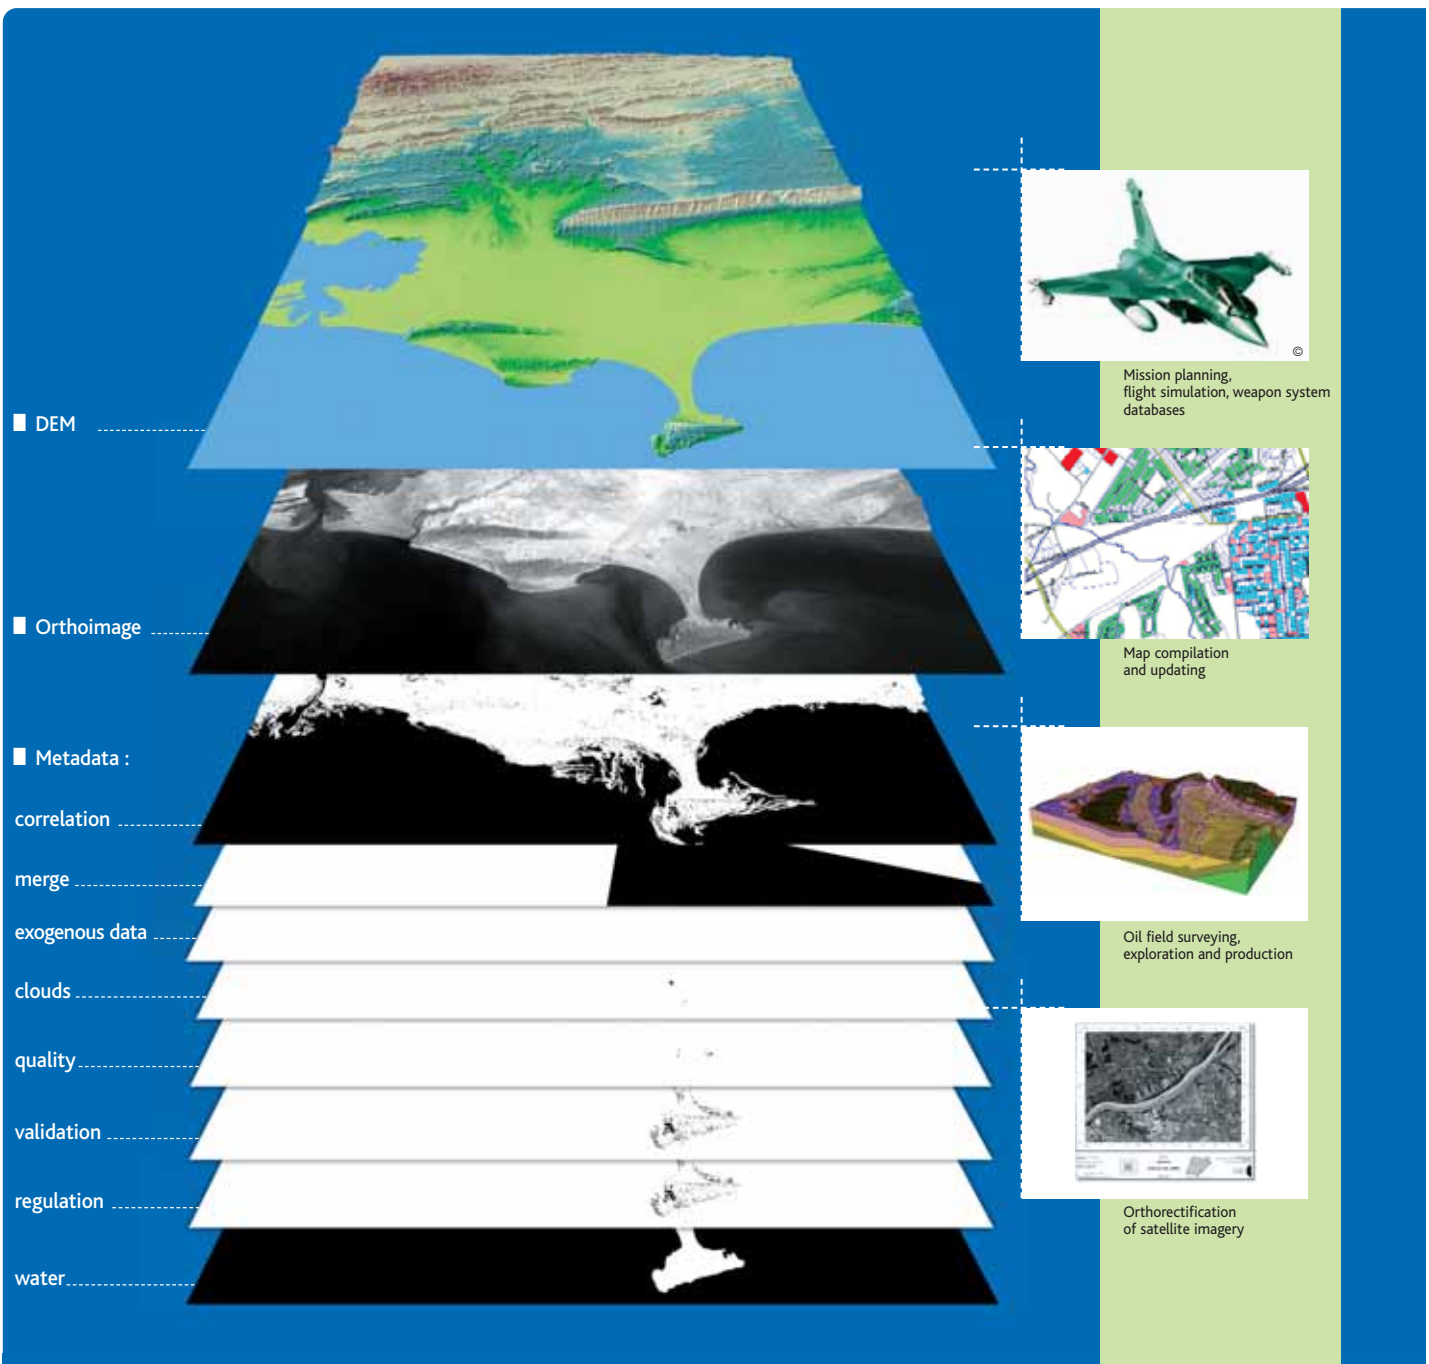 DEM
Orthoimage
Metadata :
correlation
merge
exogenous data
clouds
quality
validation
regulation
water
©
Mission planning,
flight simulation, weapon system
databases
Map compilation
and updating
Oil field surveying,
exploration and production
Orthorectification
of satellite imagery